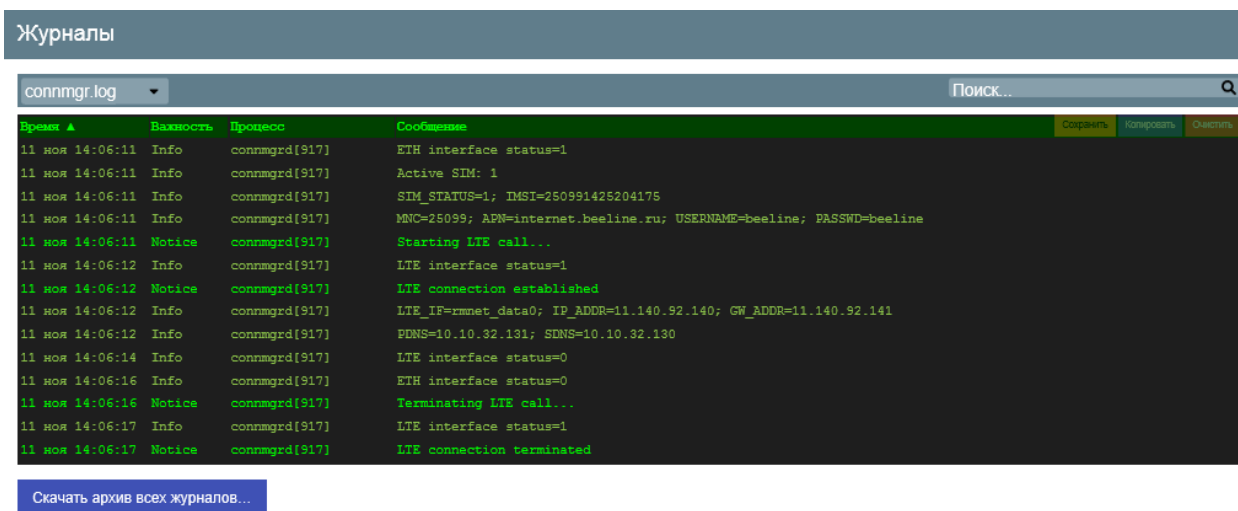 Журналы
connmgr.log Поиск...
Время ▲ Важность Процесс Сообщение Сохранить Копировать Очистить
11 ноя 14:06:11 Info connmgrd[917] ETH interface status=1
11 ноя 14:06:11 Info connmgrd[917] Active SIM: 1
11 ноя 14:06:11 Info connmgrd[917] SIM_STATUS=1; IMSI=250991425204175
11 ноя 14:06:11 Info connmgrd[917] MNC=25099; APN=internet.beeline.ru; USERNAME=beeline; PASSWD=beeline
11 ноя 14:06:11 Notice connmgrd[917] Starting LTE call...
11 ноя 14:06:12 Info connmgrd[917] LTE interface status=1
11 ноя 14:06:12 Notice connmgrd[917] LTE connection established
11 ноя 14:06:12 Info connmgrd[917] LTE_IF=rmnet_data0; IP_ADDR=11.140.92.140; GW_ADDR=11.140.92.141
11 ноя 14:06:12 Info connmgrd[917] PDNS=10.10.32.131; SDNS=10.10.32.130
11 ноя 14:06:14 Info connmgrd[917] LTE interface status=0
11 ноя 14:06:16 Info connmgrd[917] ETH interface status=0
11 ноя 14:06:16 Notice connmgrd[917] Terminating LTE call...
11 ноя 14:06:17 Info connmgrd[917] LTE interface status=1
11 ноя 14:06:17 Notice connmgrd[917] LTE connection terminated
Скачать архив всех журналов...